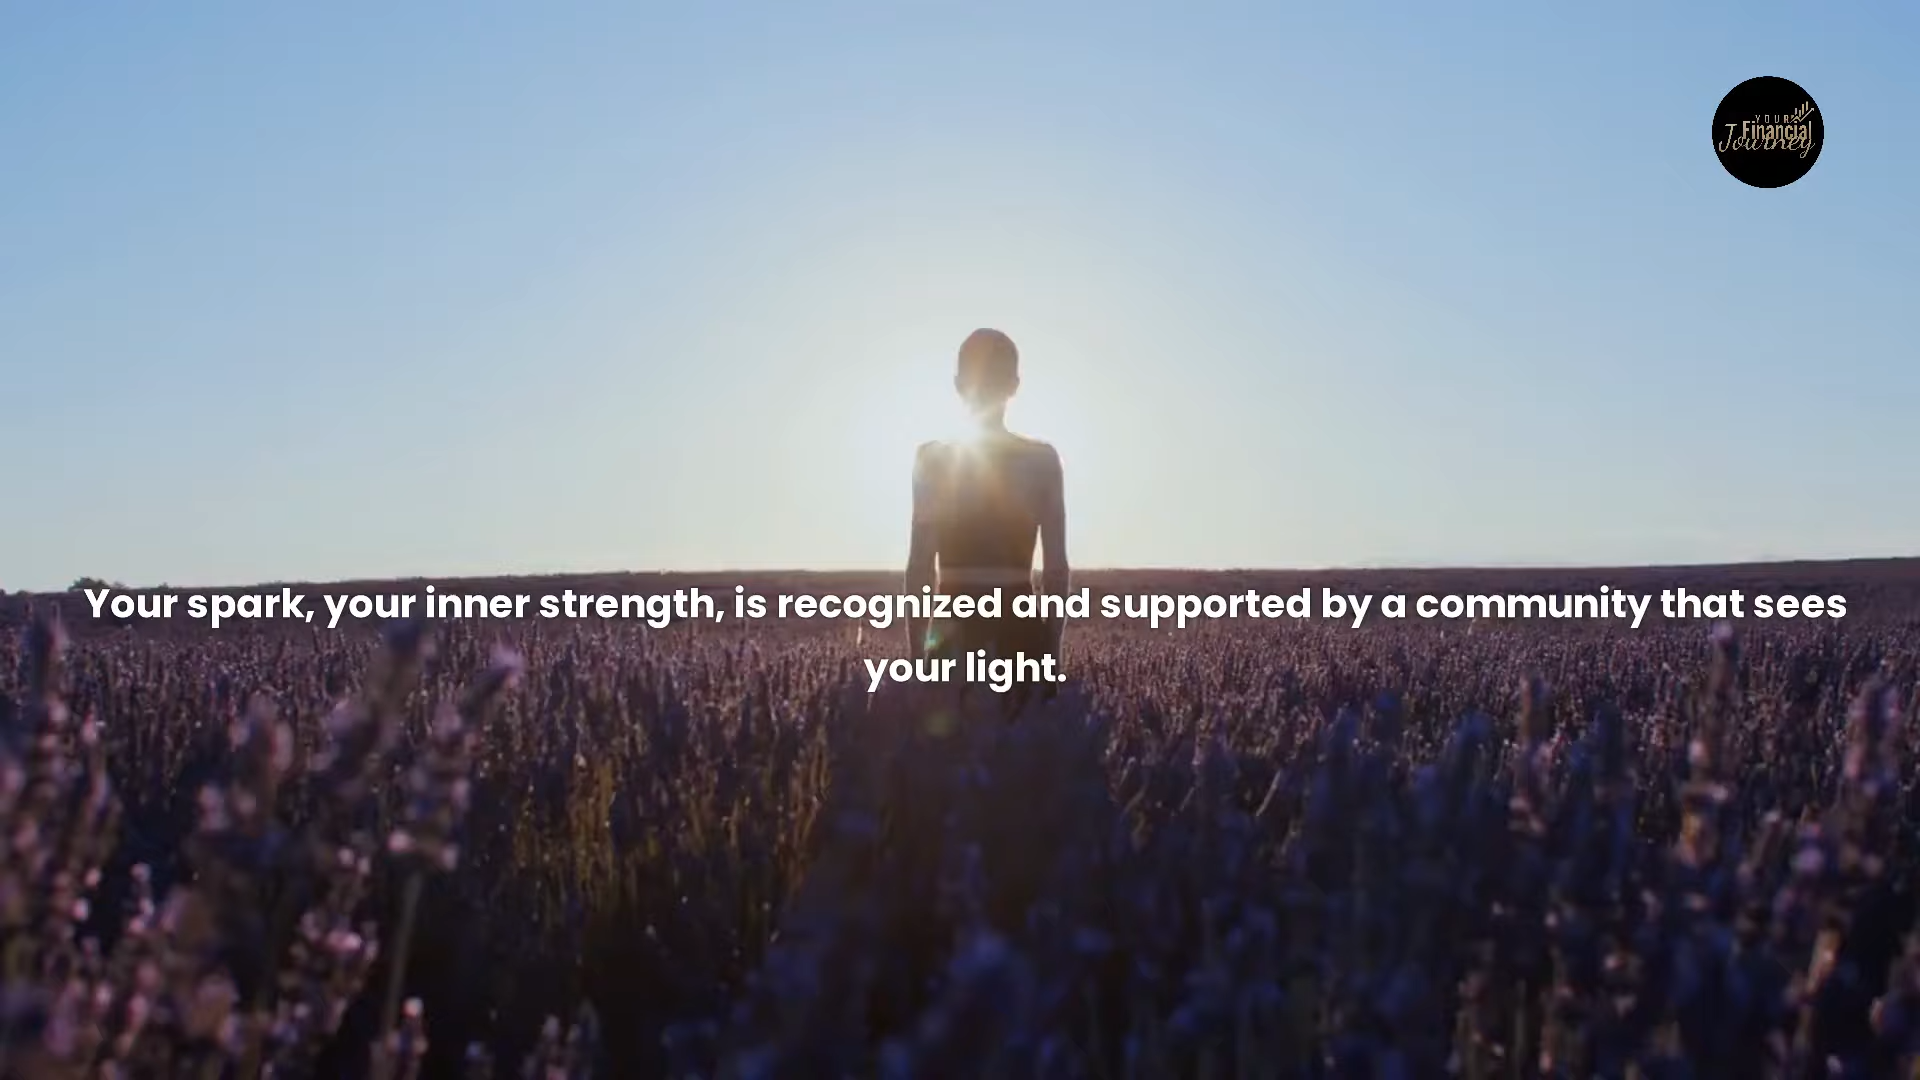 YOUR
Financial
Journey
Your spark, your inner strength, is recognized and supported by a community that sees
your light.